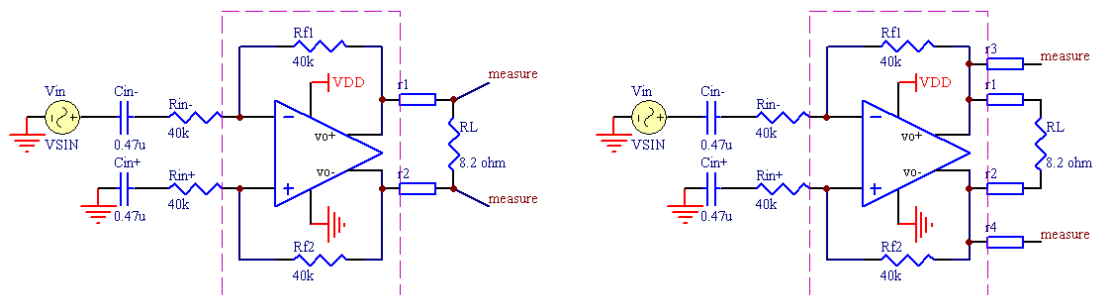 Rf1
40k
Vin
VSIN
Cin-
0.47u
Rin-
40k
VDD
−
vo+
r1
measure
RL
8.2 ohm
Cin+
0.47u
Rin+
40k
+
vo-
r2
measure
Rf2
40k
Rf1
40k
r3
measure
Vin
VSIN
Cin-
0.47u
Rin-
40k
VDD
−
vo+
r1
RL
8.2 ohm
Cin+
0.47u
Rin+
40k
+
vo-
r2
r4
measure
Rf2
40k